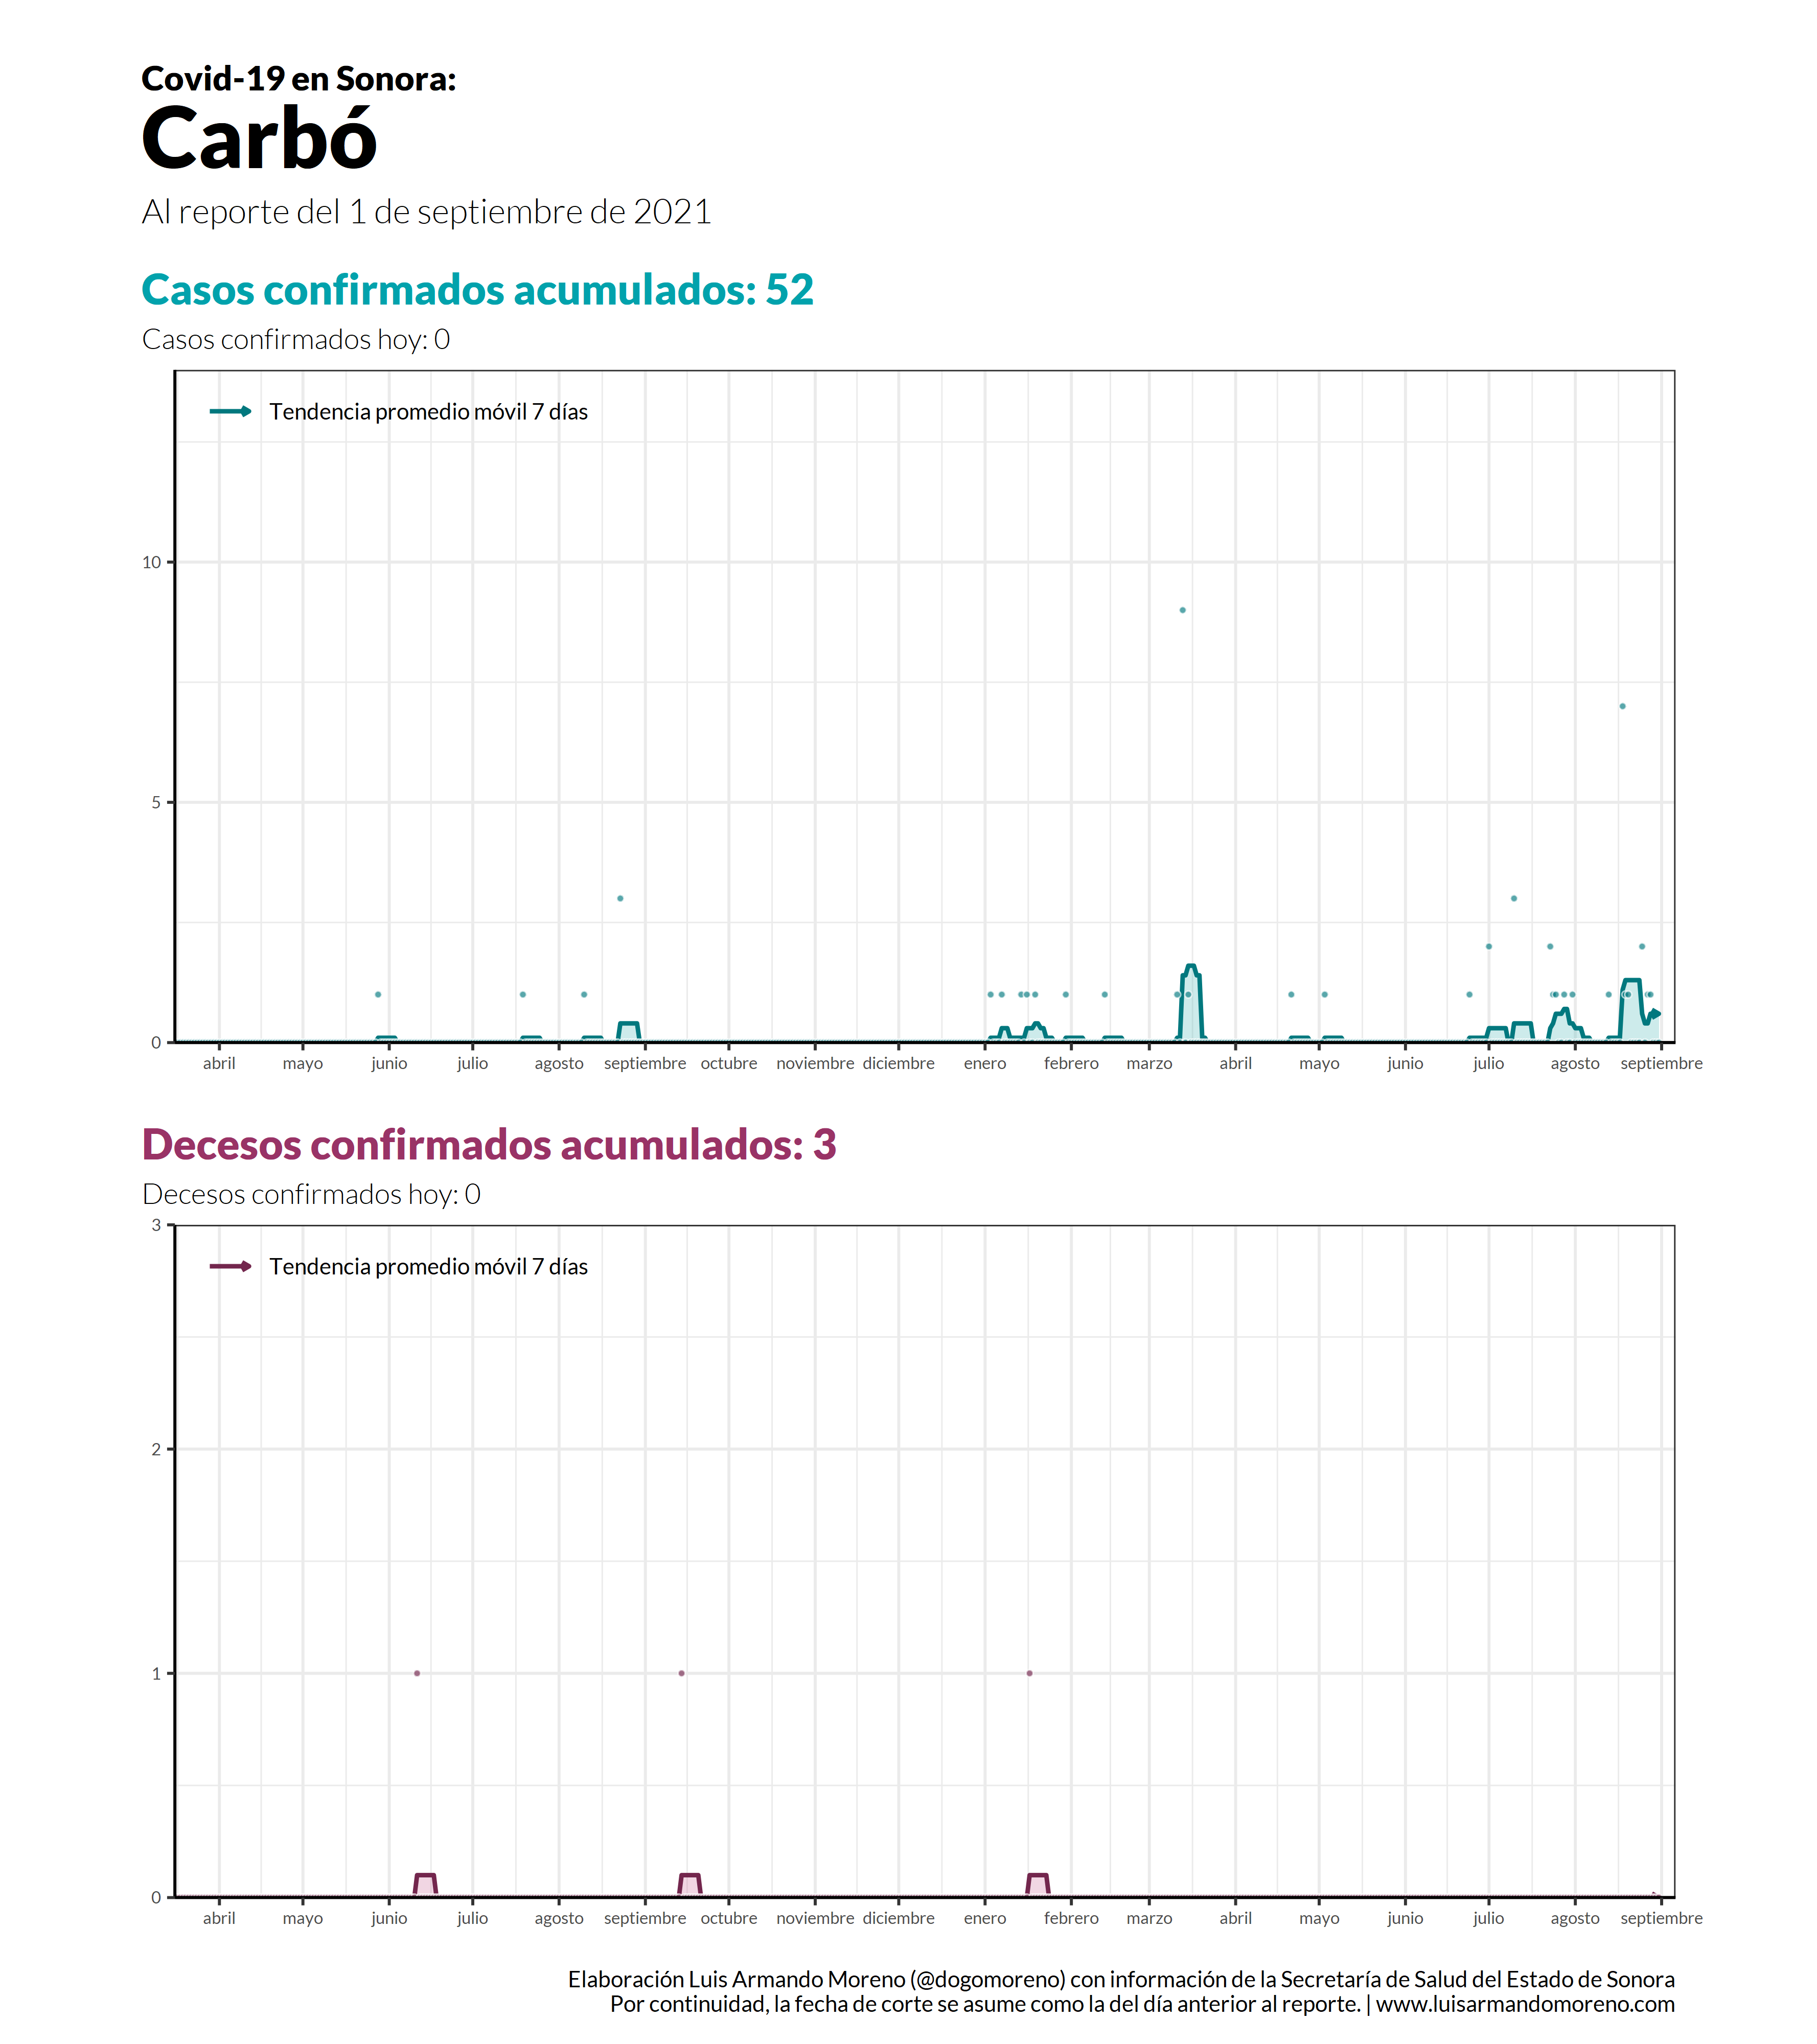 Covid-19 en Sonora:
Carbó
Al reporte del 1 de septiembre de 2021
Casos confirmados acumulados: 52
Casos confirmados hoy: 0
Tendencia promedio móvil 7 días
10
5
0
abril mayo junio julio agosto septiembre octubre noviembre diciembre enero febrero marzo abril mayo junio julio agosto septiembre
Decesos confirmados acumulados: 3
Decesos confirmados hoy: 0
3
Tendencia promedio móvil 7 días
2
1
0
abril mayo junio julio agosto septiembre octubre noviembre diciembre enero febrero marzo abril mayo junio julio agosto septiembre
Elaboración Luis Armando Moreno (@dogomoreno) con información de la Secretaría de Salud del Estado de Sonora
Por continuidad, la fecha de corte se asume como la del día anterior al reporte. | www.luisarmandomoreno.com